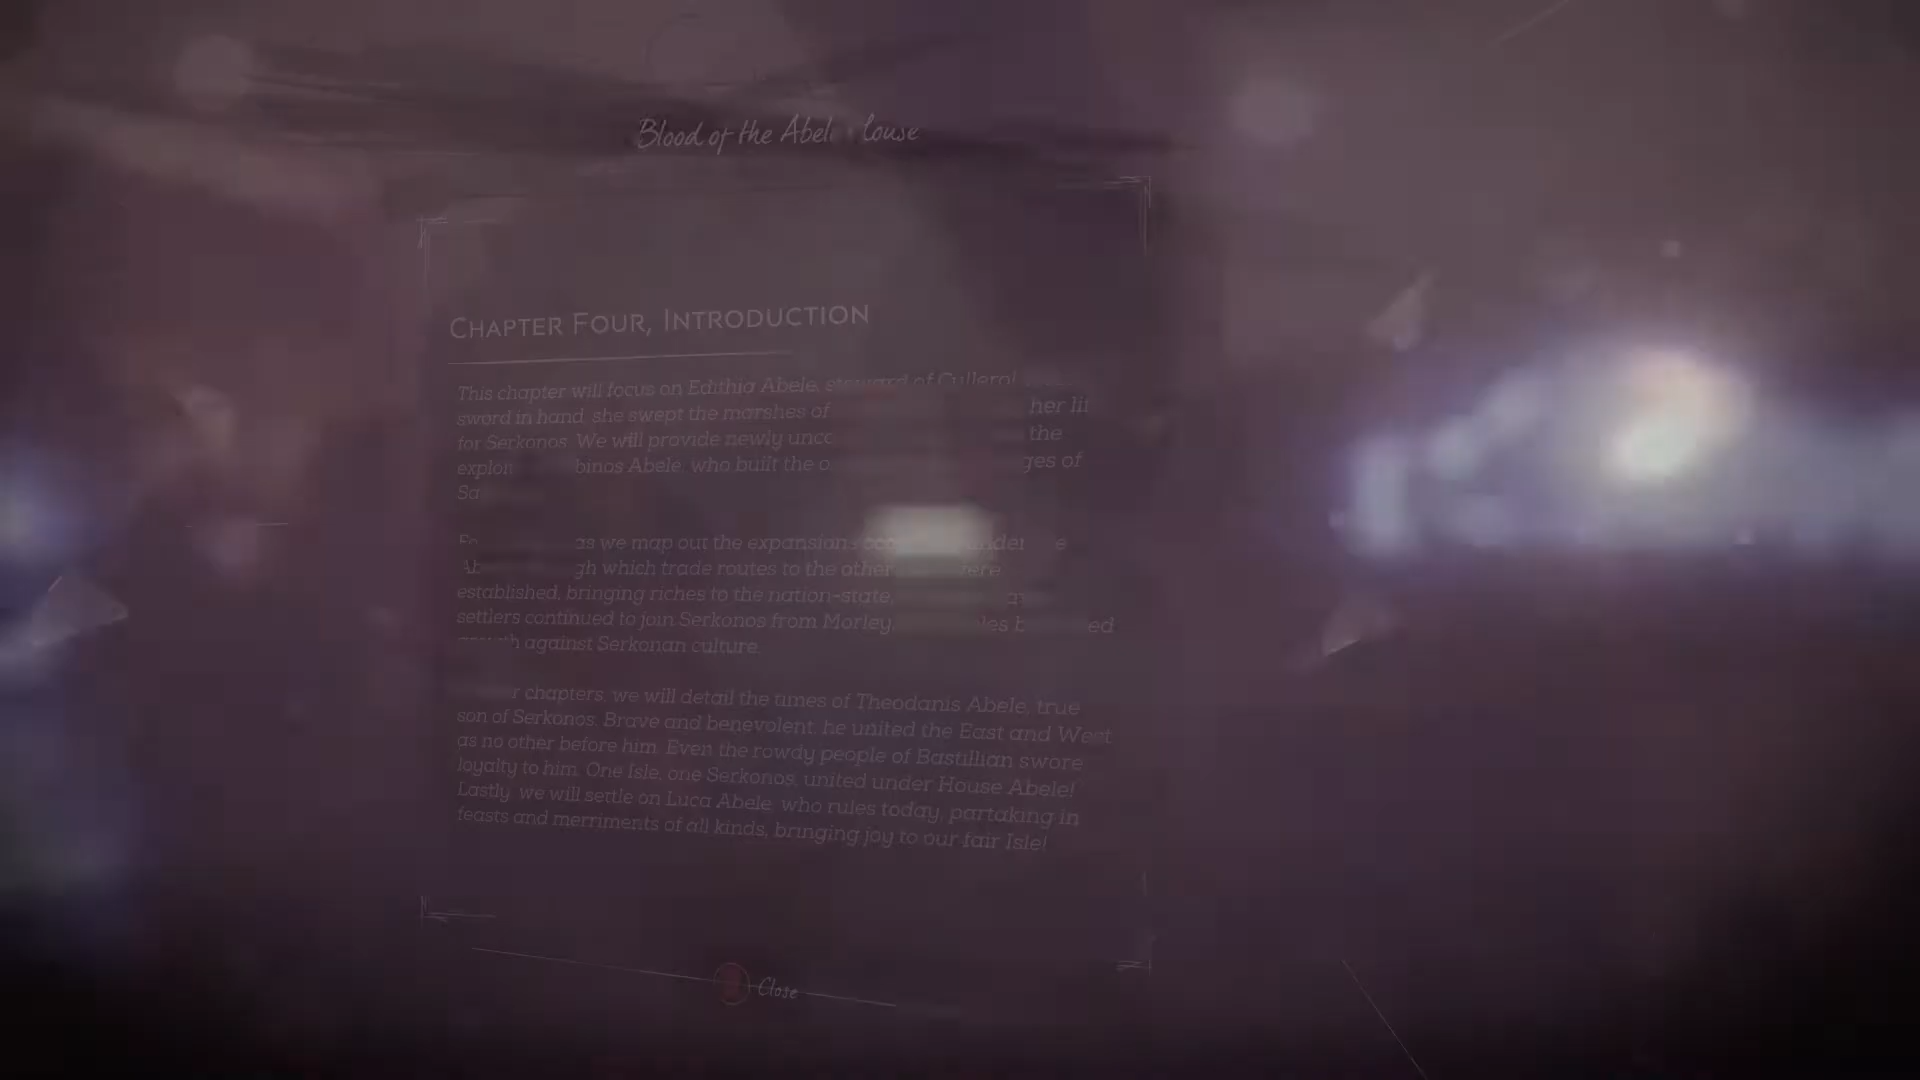 Blood of the
CHAPTER FOUR, INTRODUCTION
This chapter will focus on Edithia Abele, steward of Cullero!
sword in hand, she swept the marshes of her
for Serkonos. We will provide newly the
Abele, who built the of
as we map out the expansions
which trade routes to the other
established, bringing riches to the nation-state,
settlers continued to join Serkonos from Morley,
against Serkonan culture.
chapters, we will detail the times of Theodanis Abele, true
son of Serkonos. Brave and benevolent, he united the East and West
as no other before him. Even the rowdy people of Bastillian swore
loyalty to him. One Isle, one Serkonos, united under House Abele!
Lastly, we will settle on Luca Abele, who rules today, partaking in
feasts and merriments of all kinds, bringing joy to our fair Isle!
Close